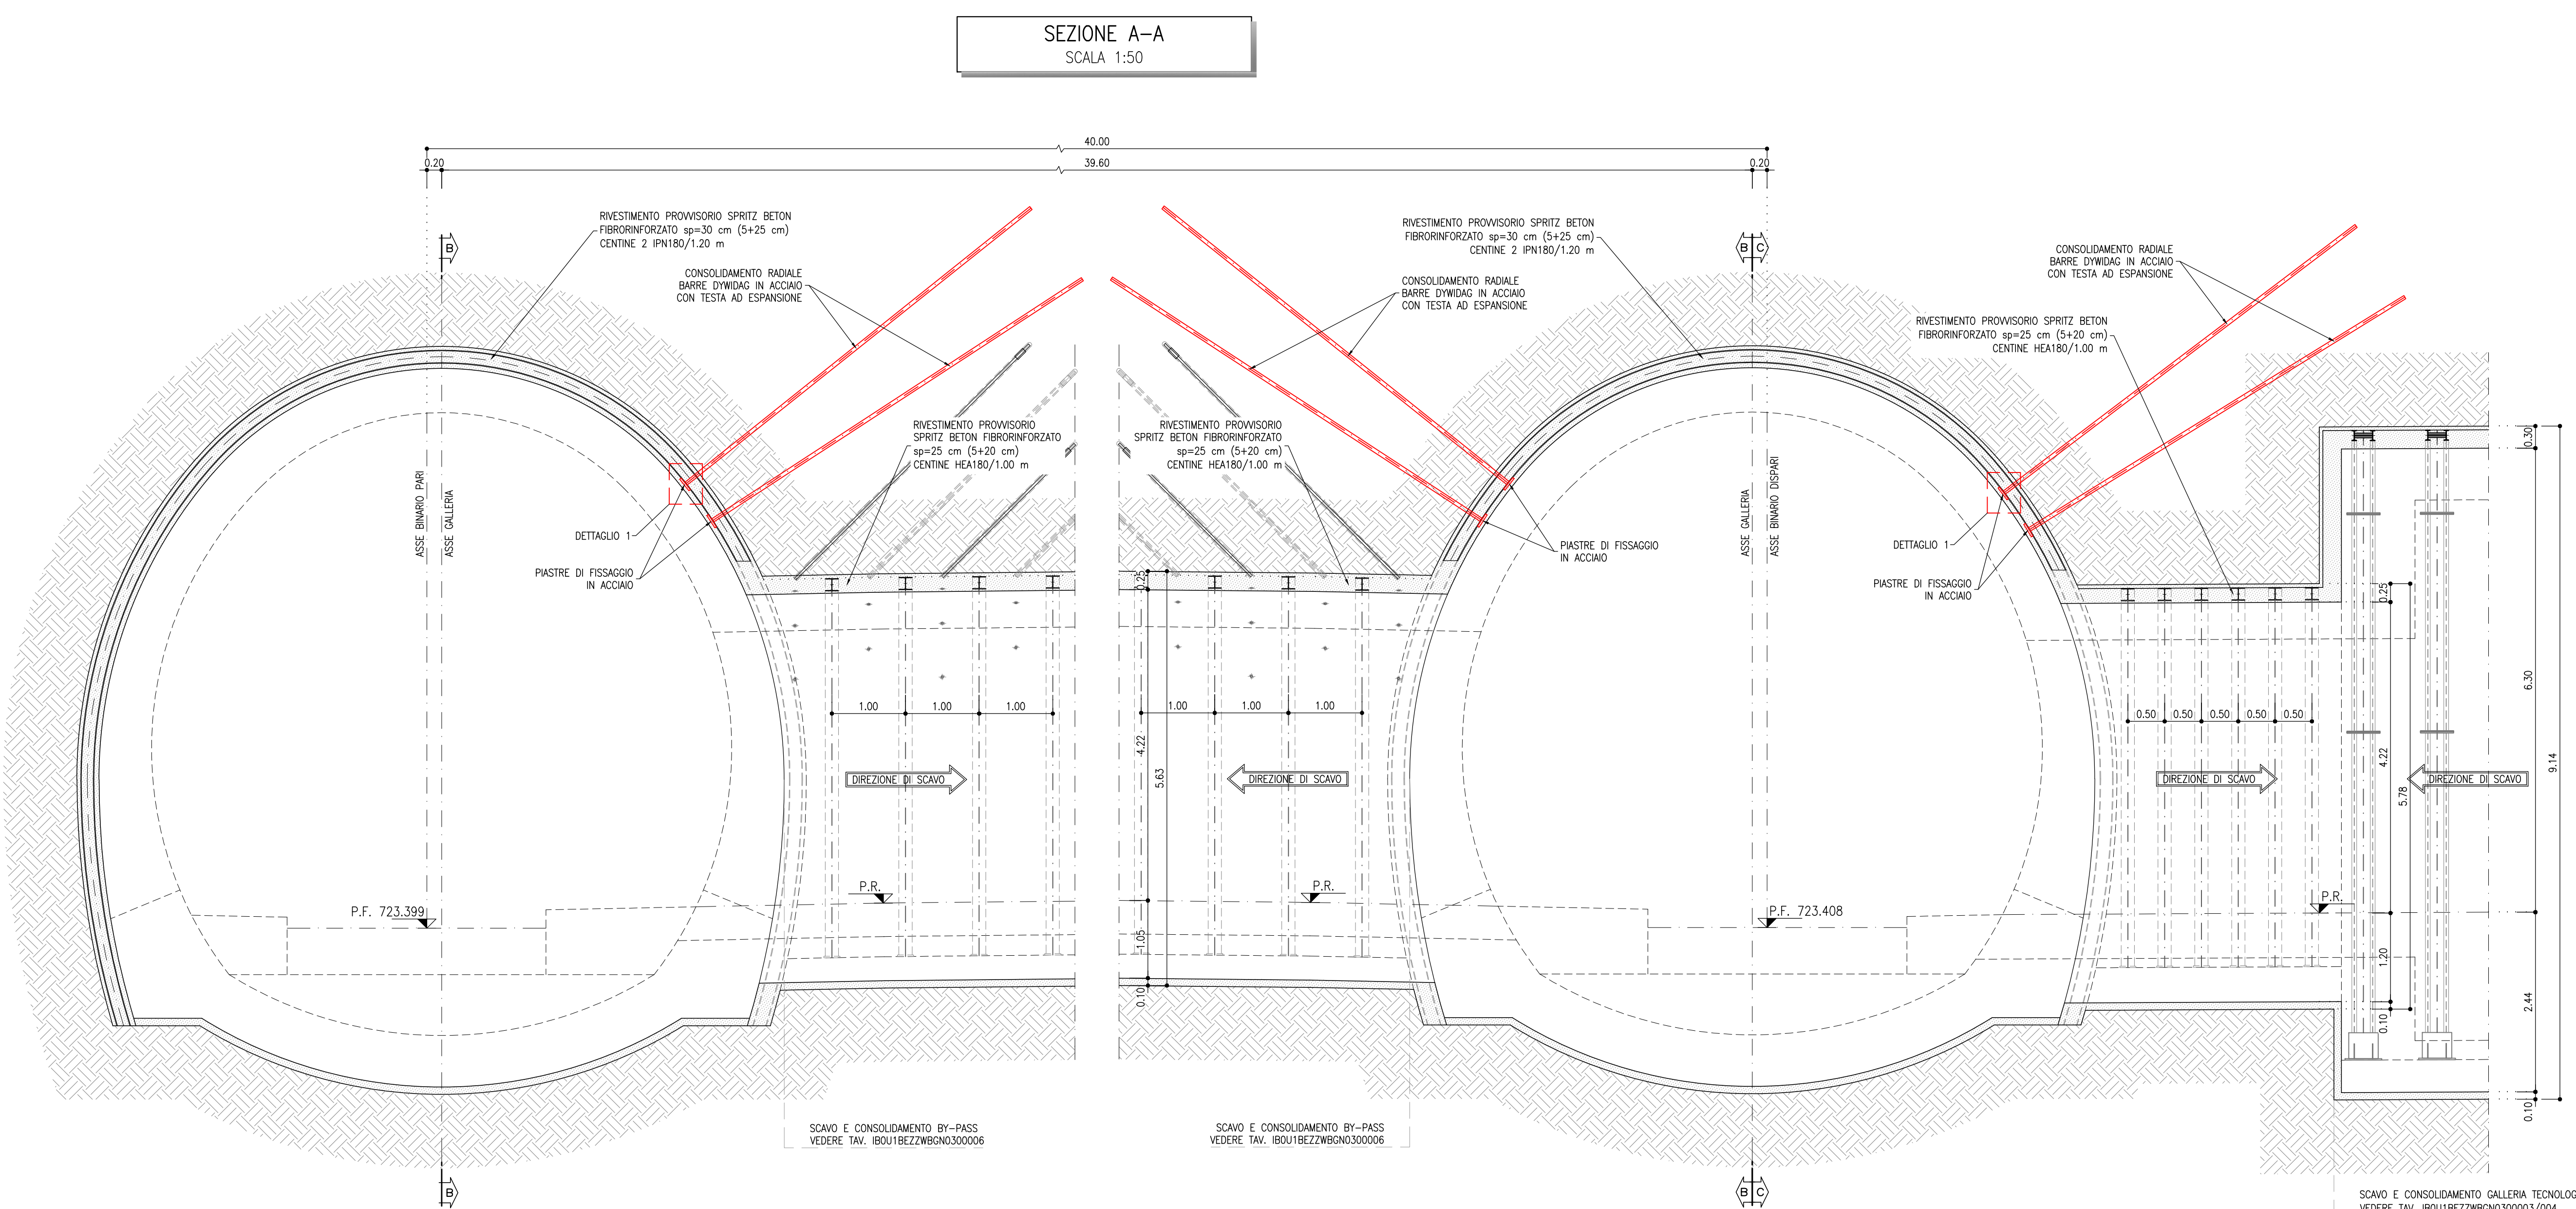 SEZIONE A-A
SCALA 1:50
40.00
0.20
39.60
0.20
RIVESTIMENTO PROVVISORIO SPRITZ BETON
FIBRORINFORZATO sp=30 cm (5+25 cm)
CENTINE 2 IPN180/1.20 m
B
CONSOLIDAMENTO RADIALE
BARRE DYWIDAG IN ACCIAIO
CON TESTA AD ESPANSIONE
RIVESTIMENTO PROVVISORIO
SPRITZ BETON FIBRORINFORZATO
sp=25 cm (5+20 cm)
CENTINE HEA180/1.00 m
ASSE BINARIO PARI
ASSE GALLERIA
DETTAGLIO 1
PIASTRE DI FISSAGGIO
IN ACCIAIO
1.00
1.00
1.00
DIREZIONE DI SCAVO
P.R.
P.F. 723.399
SCAVO E CONSOLIDAMENTO BY-PASS
VEDERE TAV. IB0U1BEZZWBGN0300006
B
RIVESTIMENTO PROVVISORIO SPRITZ BETON
FIBRORINFORZATO sp=30 cm (5+25 cm)
CENTINE 2 IPN180/1.20 m
B C
CONSOLIDAMENTO RADIALE
BARRE DYWIDAG IN ACCIAIO
CON TESTA AD ESPANSIONE
RIVESTIMENTO PROVVISORIO
SPRITZ BETON FIBRORINFORZATO
sp=25 cm (5+20 cm)
CENTINE HEA180/1.00 m
PIASTRE DI FISSAGGIO
IN ACCIAIO
ASSE GALLERIA
ASSE BINARIO DISPARI
0.25
4.22
5.63
1.05
0.10
1.00
1.00
1.00
DIREZIONE DI SCAVO
P.R.
P.F. 723.408
SCAVO E CONSOLIDAMENTO BY-PASS
VEDERE TAV. IB0U1BEZZWBGN0300006
B C
CONSOLIDAMENTO RADIALE
BARRE DYWIDAG IN ACCIAIO
CON TESTA AD ESPANSIONE
RIVESTIMENTO PROVVISORIO SPRITZ BETON
FIBRORINFORZATO sp=25 cm (5+20 cm)
CENTINE HEA180/1.00 m
DETTAGLIO 1
PIASTRE DI FISSAGGIO
IN ACCIAIO
0.50
0.50
0.50
0.50
0.50
DIREZIONE DI SCAVO
DIREZIONE DI SCAVO
P.R.
0.25
4.22
5.78
1.20
0.10
0.30
6.30
9.14
2.44
0.10
SCAVO E CONSOLIDAMENTO GALLERIA TECNOLOG
VEDERE TAV. IB0U1BEZZWBGN0300003/004